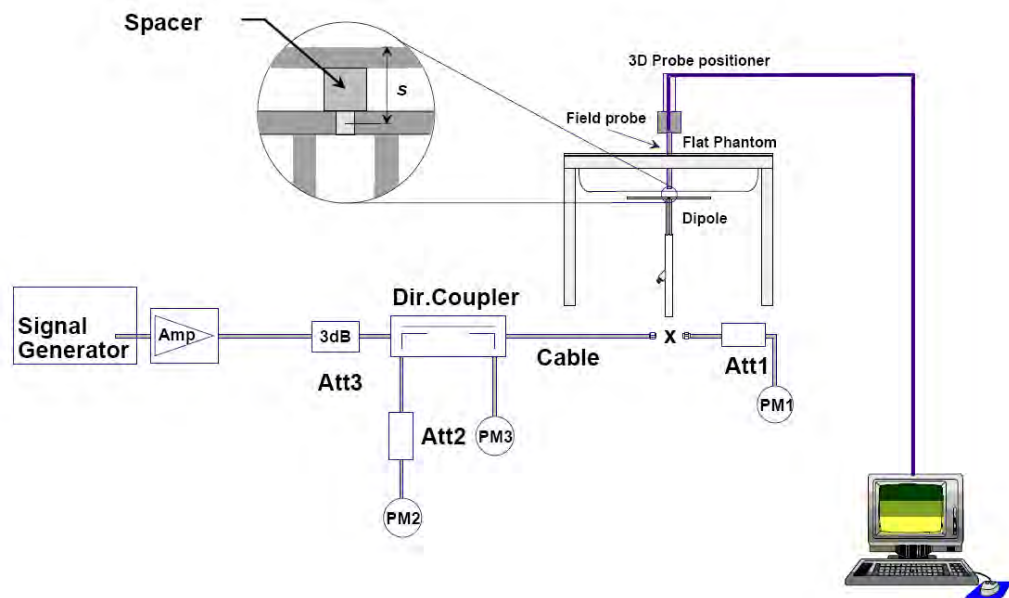 Spacer
s
3D Probe positioner
Field probe
Flat Phantom
Dipole
Dir.Coupler
Signal
Generator
Amp
3dB
Att3
Cable
x
Att1
PM1
Att2
PM3
PM2